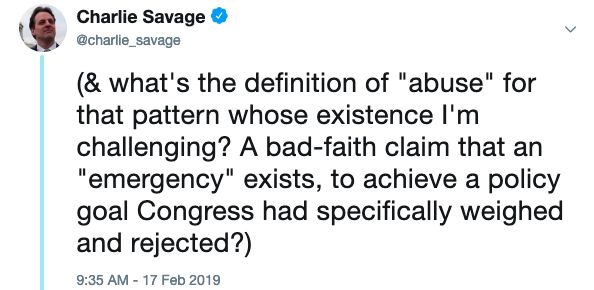 Charlie Savage
@charlie_savage
(& what's the definition of "abuse" for
that pattern whose existence I'm
challenging? A bad-faith claim that an
"emergency" exists, to achieve a policy
goal Congress had specifically weighed
and rejected?)
9:35 AM - 17 Feb 2019